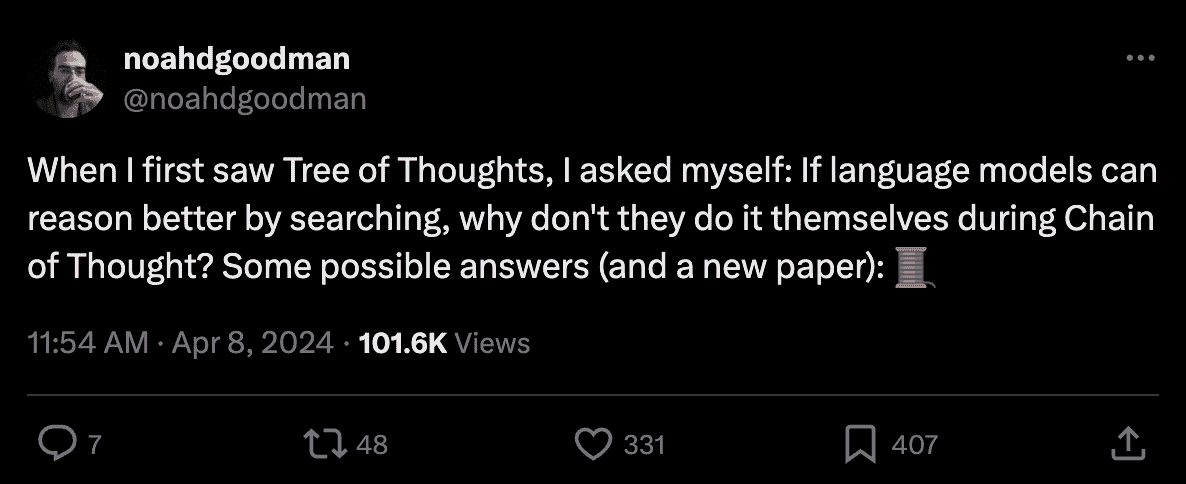 noahdgoodman
@noahdgoodman
When I first saw Tree of Thoughts, I asked myself: If language models can
reason better by searching, why don't they do it themselves during Chain
of Thought? Some possible answers (and a new paper): 🧵
11:54 AM · Apr 8, 2024 · 101.6K Views
7 48 331 407